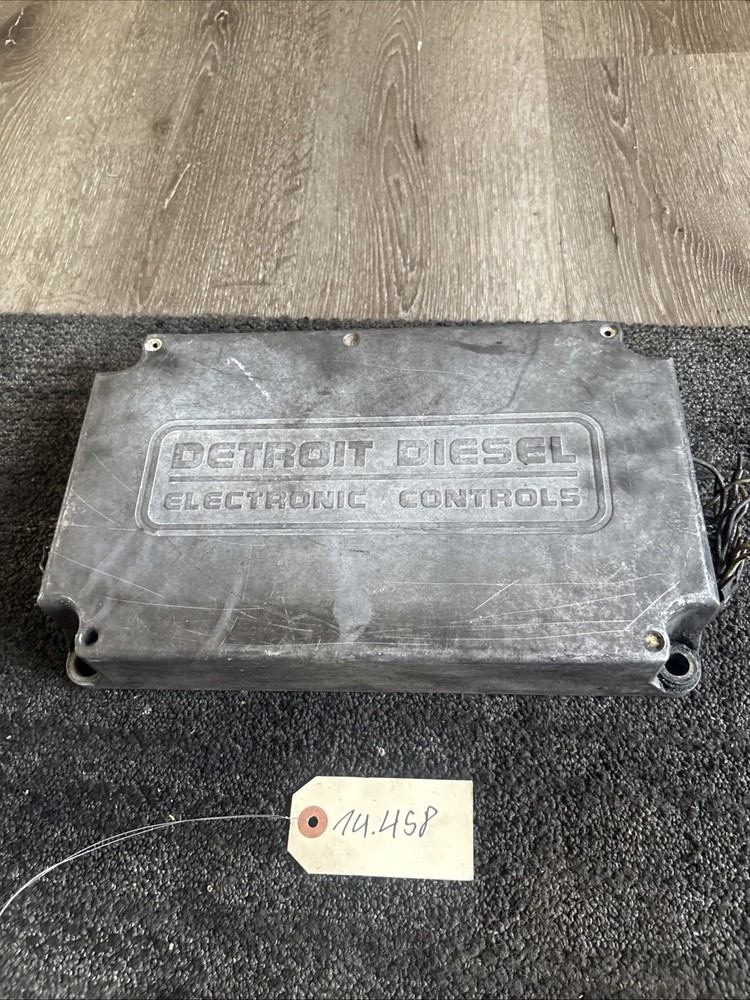 DETROIT DIESEL
ELECTRONIC CONTROLS
14.458